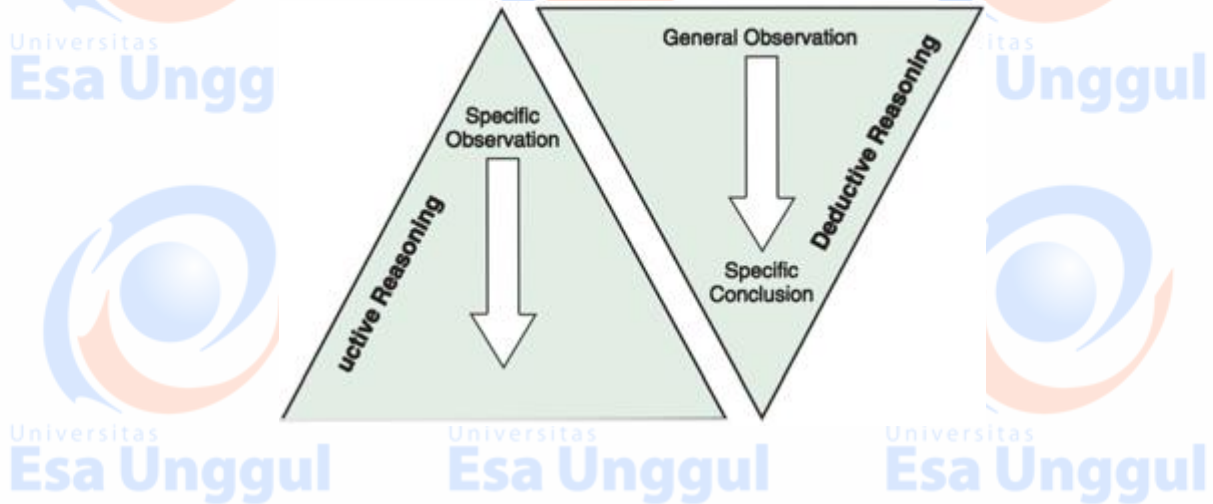 Universitas
Esa Ungg
Specific
Observation
uctive Reasoning
General Observation
Specific
Conclusion
Deductive Reasoning
itas
Unggul
Universitas
Esa Unggul
Universitas
Esa Unggul
Universitas
Esa Unggul